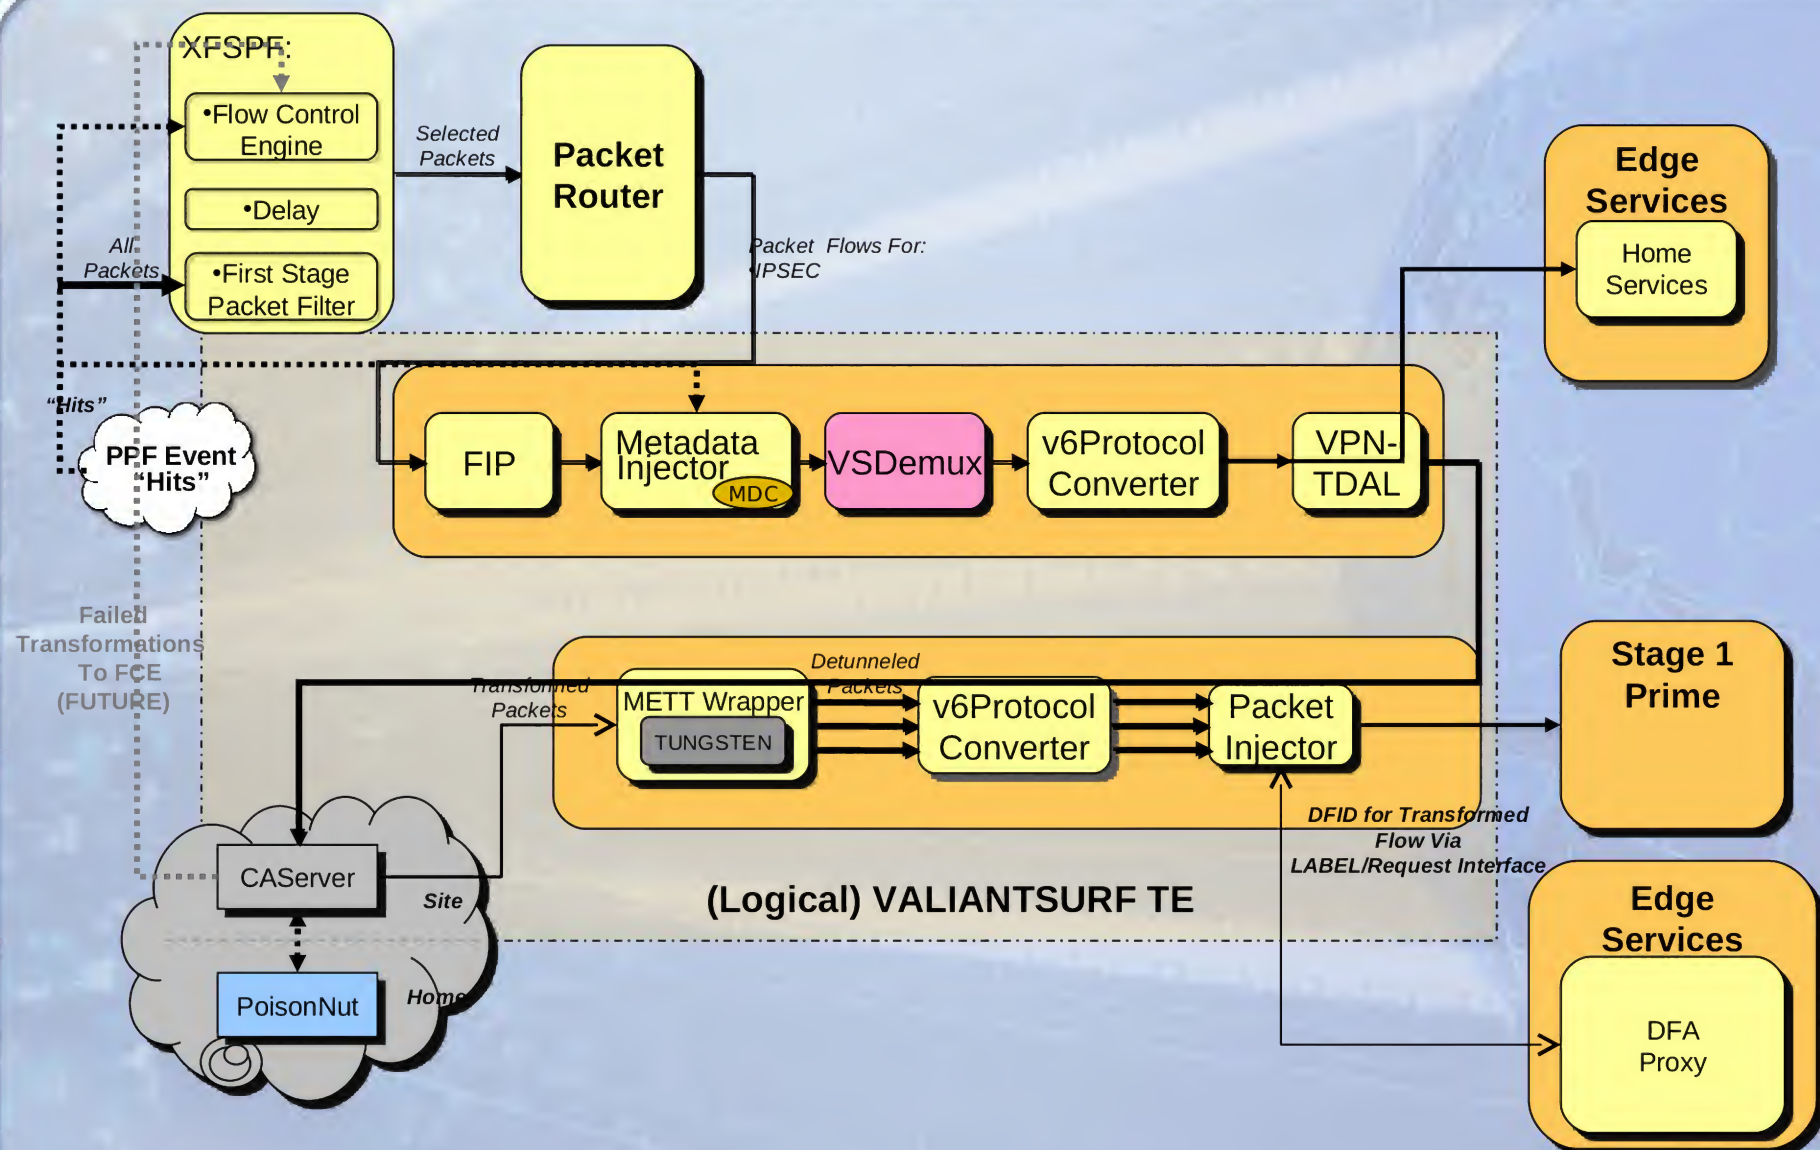 XFSPF:
•Flow Control
Engine
•Delay
•First Stage
Packet Filter
Selected
Packets
Packet
Router
All
Packets
Packet Flows For:
•IPSEC
Edge
Services
Home
Services
“Hits”
PPF Event
“Hits”
FIP
Metadata
Injector
MDC
VSDemux
v6Protocol
Converter
VPN-
TDAL
Failed
Transformations
To FCE
(FUTURE)
Transformed
Packets
METT Wrapper
TUNGSTEN
Detunneled
Packets
v6Protocol
Converter
Packet
Injector
Stage 1
Prime
DFID for Transformed
Flow Via
LABEL/Request Interface
CAServer
Site
(Logical) VALIANTSURF TE
PoisonNut
Home
Edge
Services
DFA
Proxy